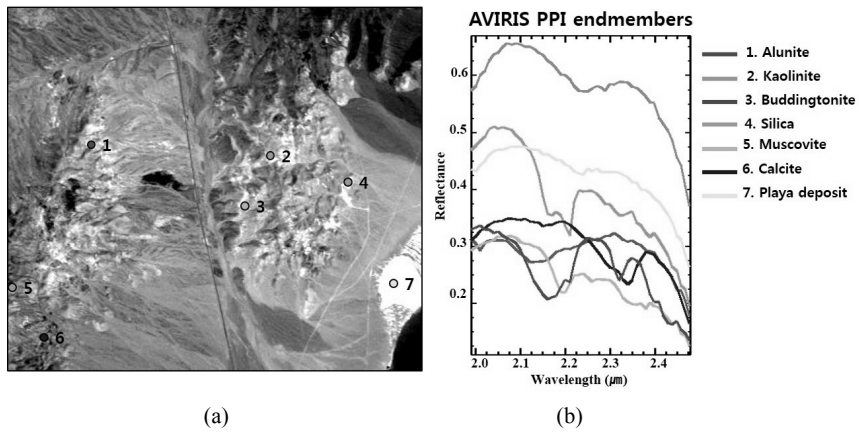 AVIRIS PPI endmembers
1
2
3
4
5
6
7
Reflectance
0.6
0.5
0.4
0.3
0.2
2.0 2.1 2.2 2.3 2.4
Wavelength (㎛)
1. Alunite
2. Kaolinite
3. Buddingtonite
4. Silica
5. Muscovite
6. Calcite
7. Playa deposit
(a)
(b)